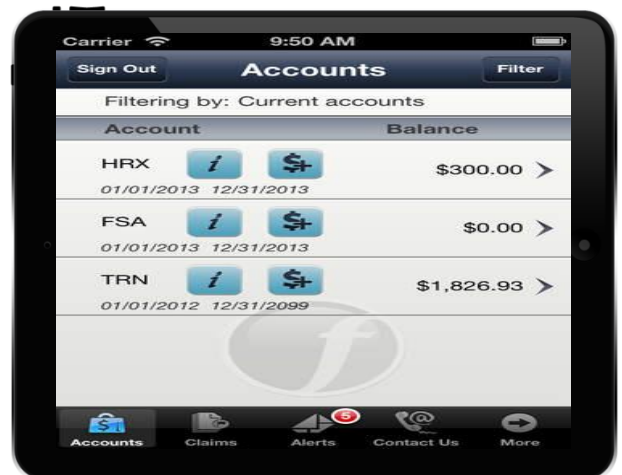 Carrier 9:50 AM
Sign Out Accounts Filter
Filtering by: Current accounts
Account Balance
HRX i $+ $300.00
01/01/2013 12/31/2013
FSA i $+ $0.00
01/01/2013 12/31/2013
TRN i $+ $1,826.93
01/01/2012 12/31/2099
f
5
Accounts Claims Alerts Contact Us More